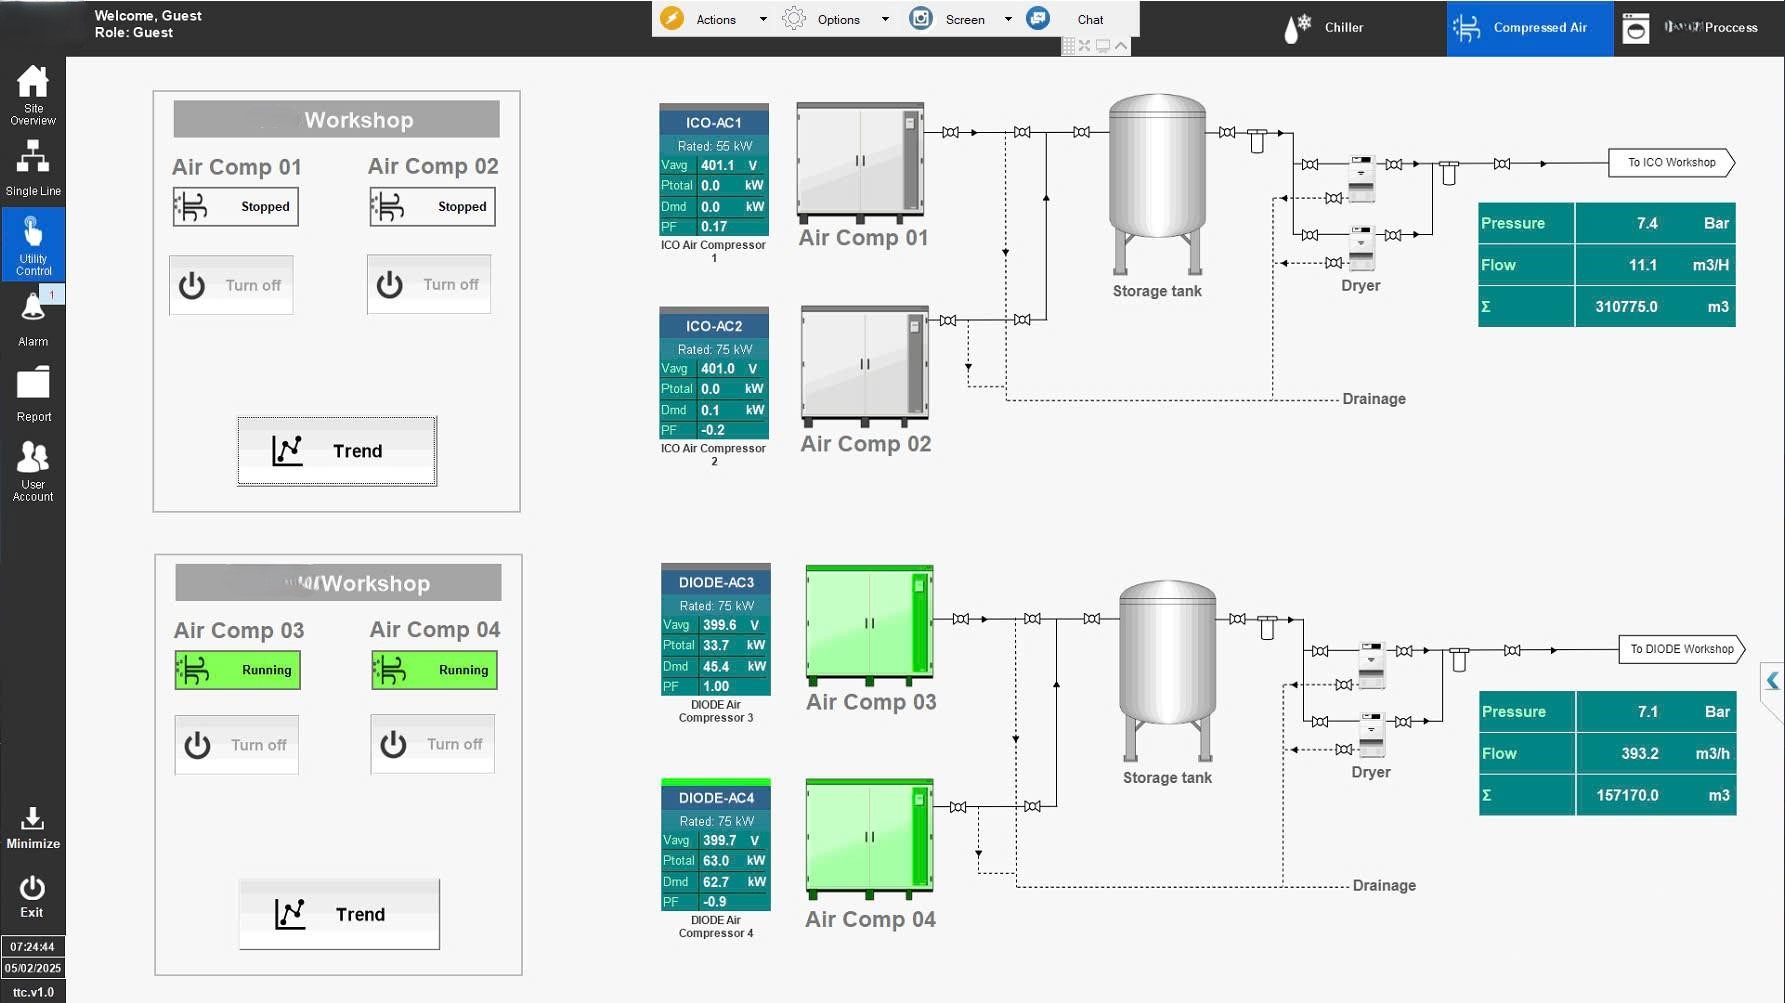 Welcome, Guest
Role: Guest
Actions
Options
Screen
Chat
Chiller
Compressed Air
Proccess
Site
Overview
Single Line
Utility
Control
1
Alarm
Report
User
Account
Minimize
Exit
07:24:44
05/02/2025
ttc.v1.0
Workshop
Air Comp 01
Air Comp 02
Stopped
Stopped
Turn off
Turn off
Trend
Workshop
Air Comp 03
Air Comp 04
Running
Running
Turn off
Turn off
Trend
ICO-AC1
Rated: 55 kW
Vavg 401.1 V
Ptotal 0.0 kW
Dmd 0.0 kW
PF 0.17
ICO Air Compressor
1
Air Comp 01
ICO-AC2
Rated: 75 kW
Vavg 401.0 V
Ptotal 0.0 kW
Dmd 0.1 kW
PF -0.2
ICO Air Compressor
2
Air Comp 02
Storage tank
Dryer
To ICO Workshop
Pressure 7.4 Bar
Flow 11.1 m3/H
Σ 310775.0 m3
Drainage
DIODE-AC3
Rated: 75 kW
Vavg 399.6 V
Ptotal 33.7 kW
Dmd 45.4 kW
PF 1.00
DIODE Air
Compressor 3
Air Comp 03
DIODE-AC4
Rated: 75 kW
Vavg 399.7 V
Ptotal 63.0 kW
Dmd 62.7 kW
PF -0.9
DIODE Air
Compressor 4
Air Comp 04
Storage tank
Dryer
To DIODE Workshop
Pressure 7.1 Bar
Flow 393.2 m3/h
Σ 157170.0 m3
Drainage